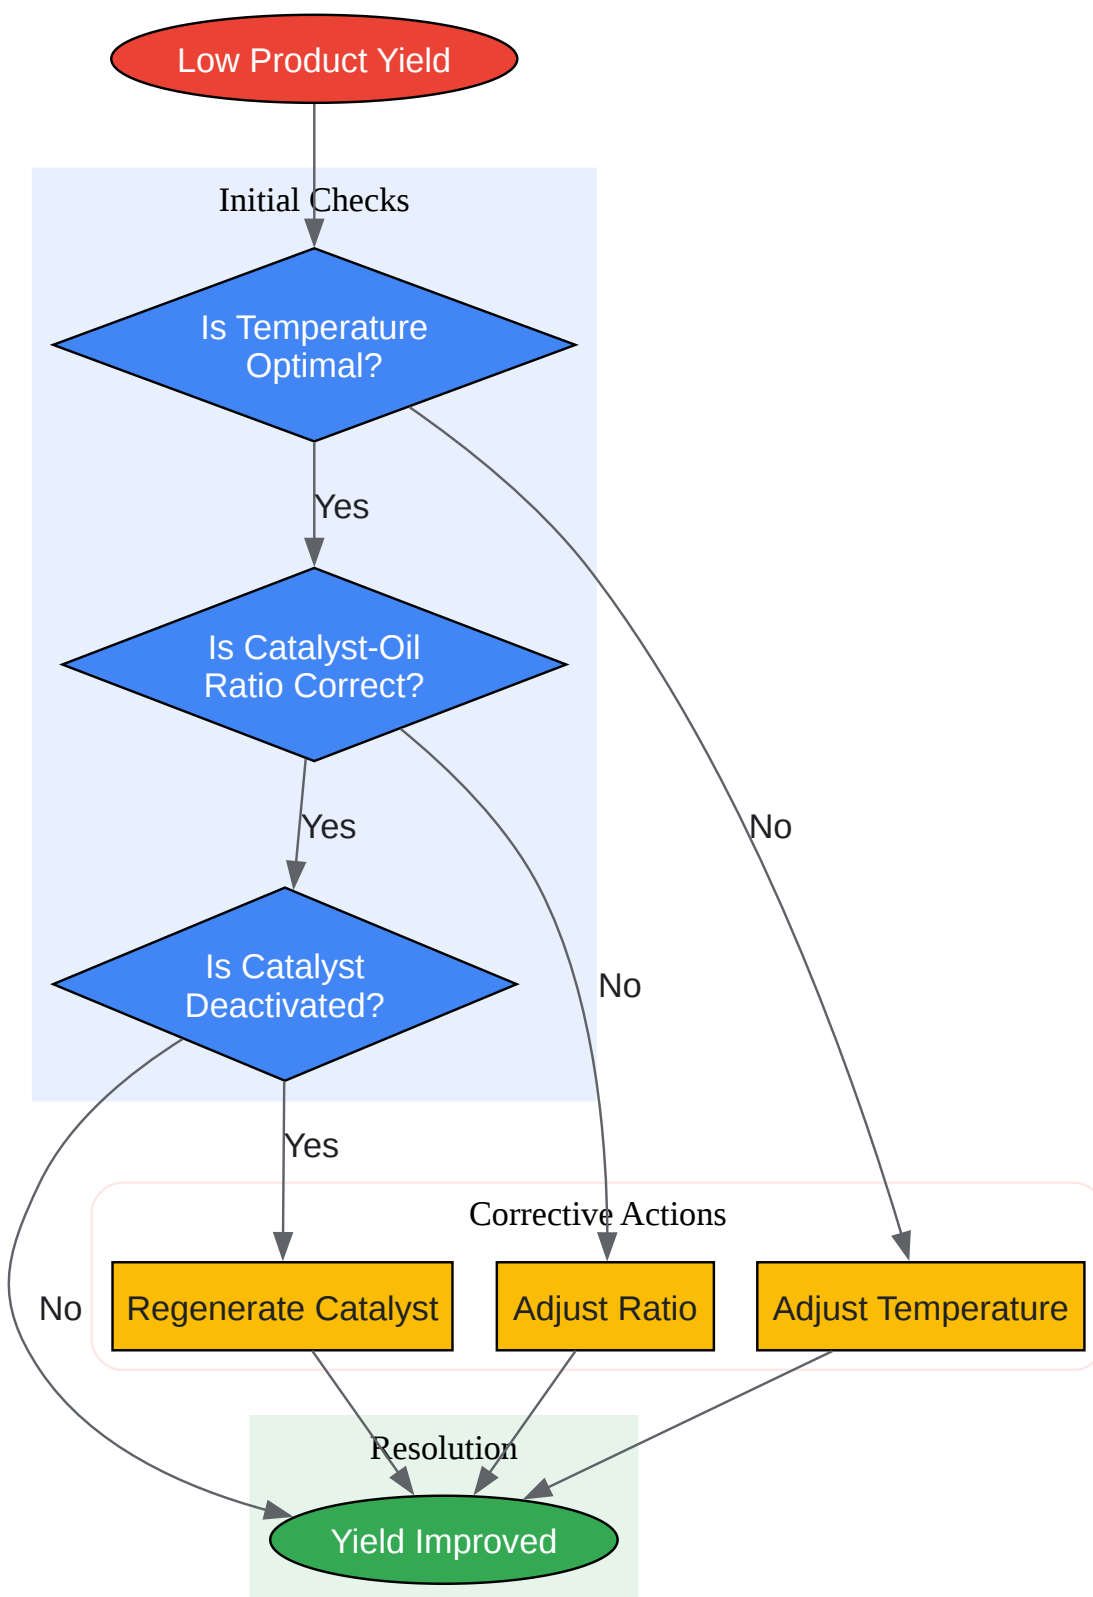 Low Product Yield
Initial Checks
Is Temperature
Optimal?
Yes
Is Catalyst-Oil
Ratio Correct?
Yes
No
Is Catalyst
Deactivated?
No
Yes
Corrective Actions
No
Regenerate Catalyst
Adjust Ratio
Adjust Temperature
Resolution
Yield Improved